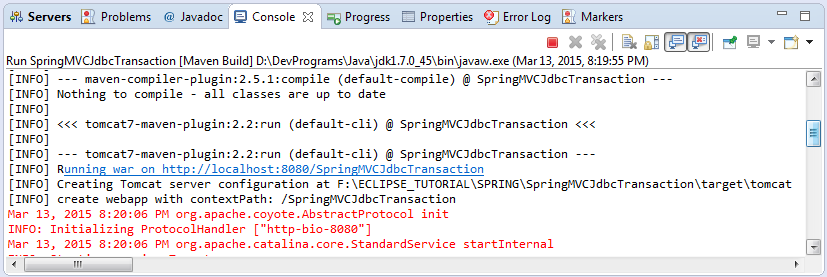 Servers Problems @ Javadoc Console Progress Properties Error Log Markers
Run SpringMVCJdbcTransaction [Maven Build] D:\DevPrograms\Java\jdk1.7.0_45\bin\javaw.exe (Mar 13, 2015, 8:19:55 PM)
[INFO] --- maven-compiler-plugin:2.5.1:compile (default-compile) @ SpringMVCJdbcTransaction ---
[INFO] Nothing to compile - all classes are up to date
[INFO]
[INFO] <<< tomcat7-maven-plugin:2.2:run (default-cli) @ SpringMVCJdbcTransaction <<<
[INFO]
[INFO] --- tomcat7-maven-plugin:2.2:run (default-cli) @ SpringMVCJdbcTransaction ---
[INFO] Running war on http://localhost:8080/SpringMVCJdbcTransaction
[INFO] Creating Tomcat server configuration at F:\ECLIPSE_TUTORIAL\SPRING\SpringMVCJdbcTransaction\target\tomcat
[INFO] create webapp with contextPath: /SpringMVCJdbcTransaction
Mar 13, 2015 8:20:06 PM org.apache.coyote.AbstractProtocol init
INFO: Initializing ProtocolHandler ["http-bio-8080"]
Mar 13, 2015 8:20:06 PM org.apache.catalina.core.StandardService startInternal